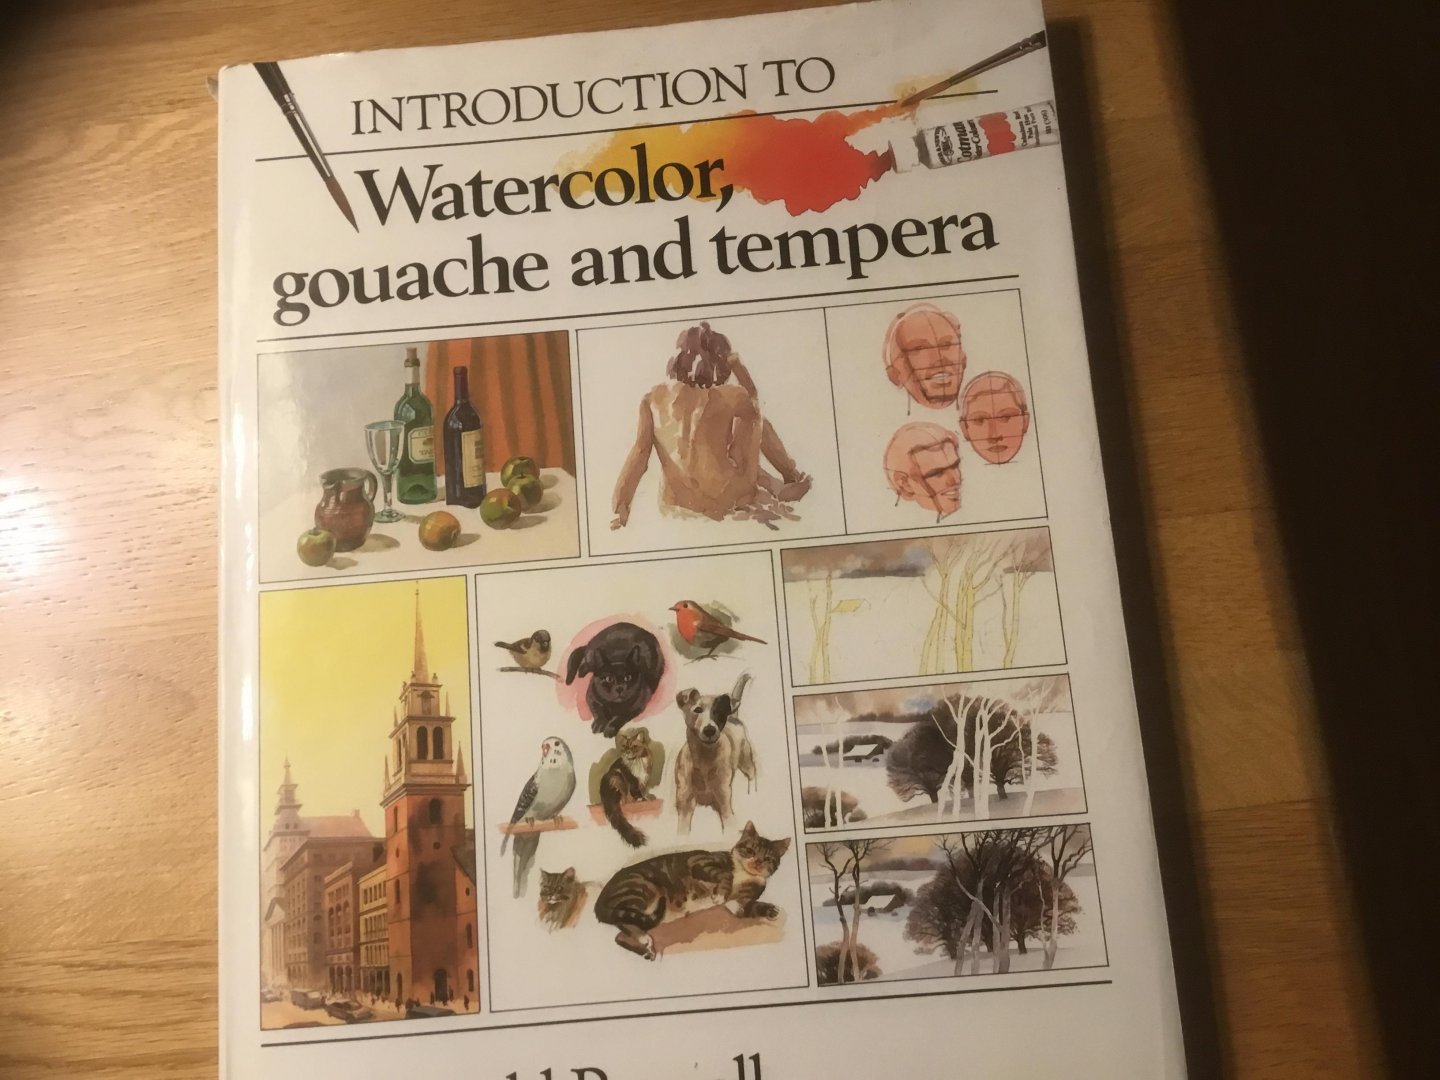 INTRODUCTION TO
Watercolor,
gouache and tempera